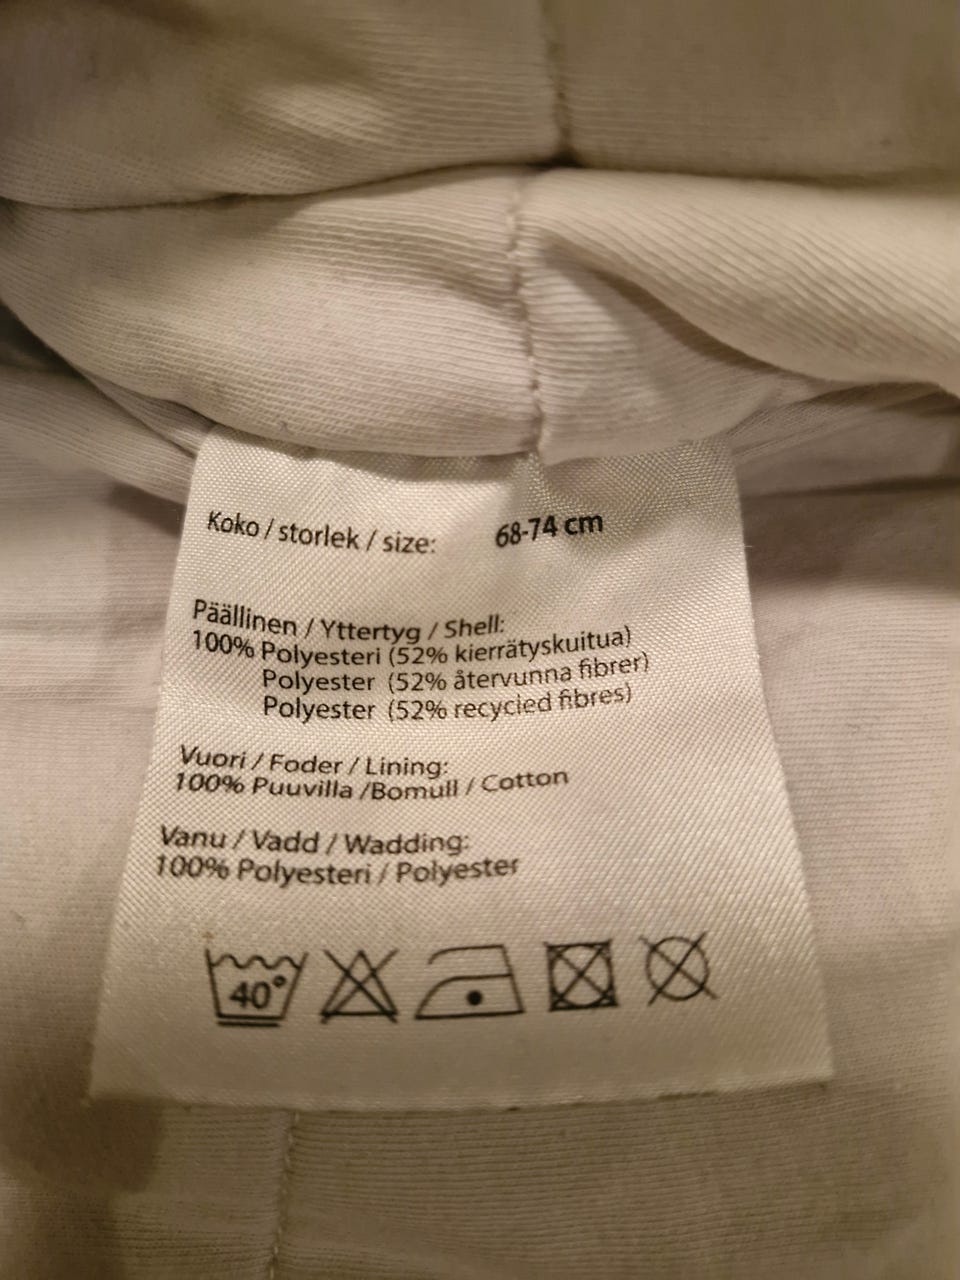 Koko / storlek / size: 68-74 cm
Päällinen / Yttertyg / Shell:
100% Polyesteri (52% kierrätyskuitua)
Polyester (52% återvunna fibrer)
Polyester (52% recycled fibres)
Vuori / Foder / Lining:
100% Puuvilla /Bomull / Cotton
Vanu / Vadd / Wadding:
100% Polyesteri / Polyester
40°